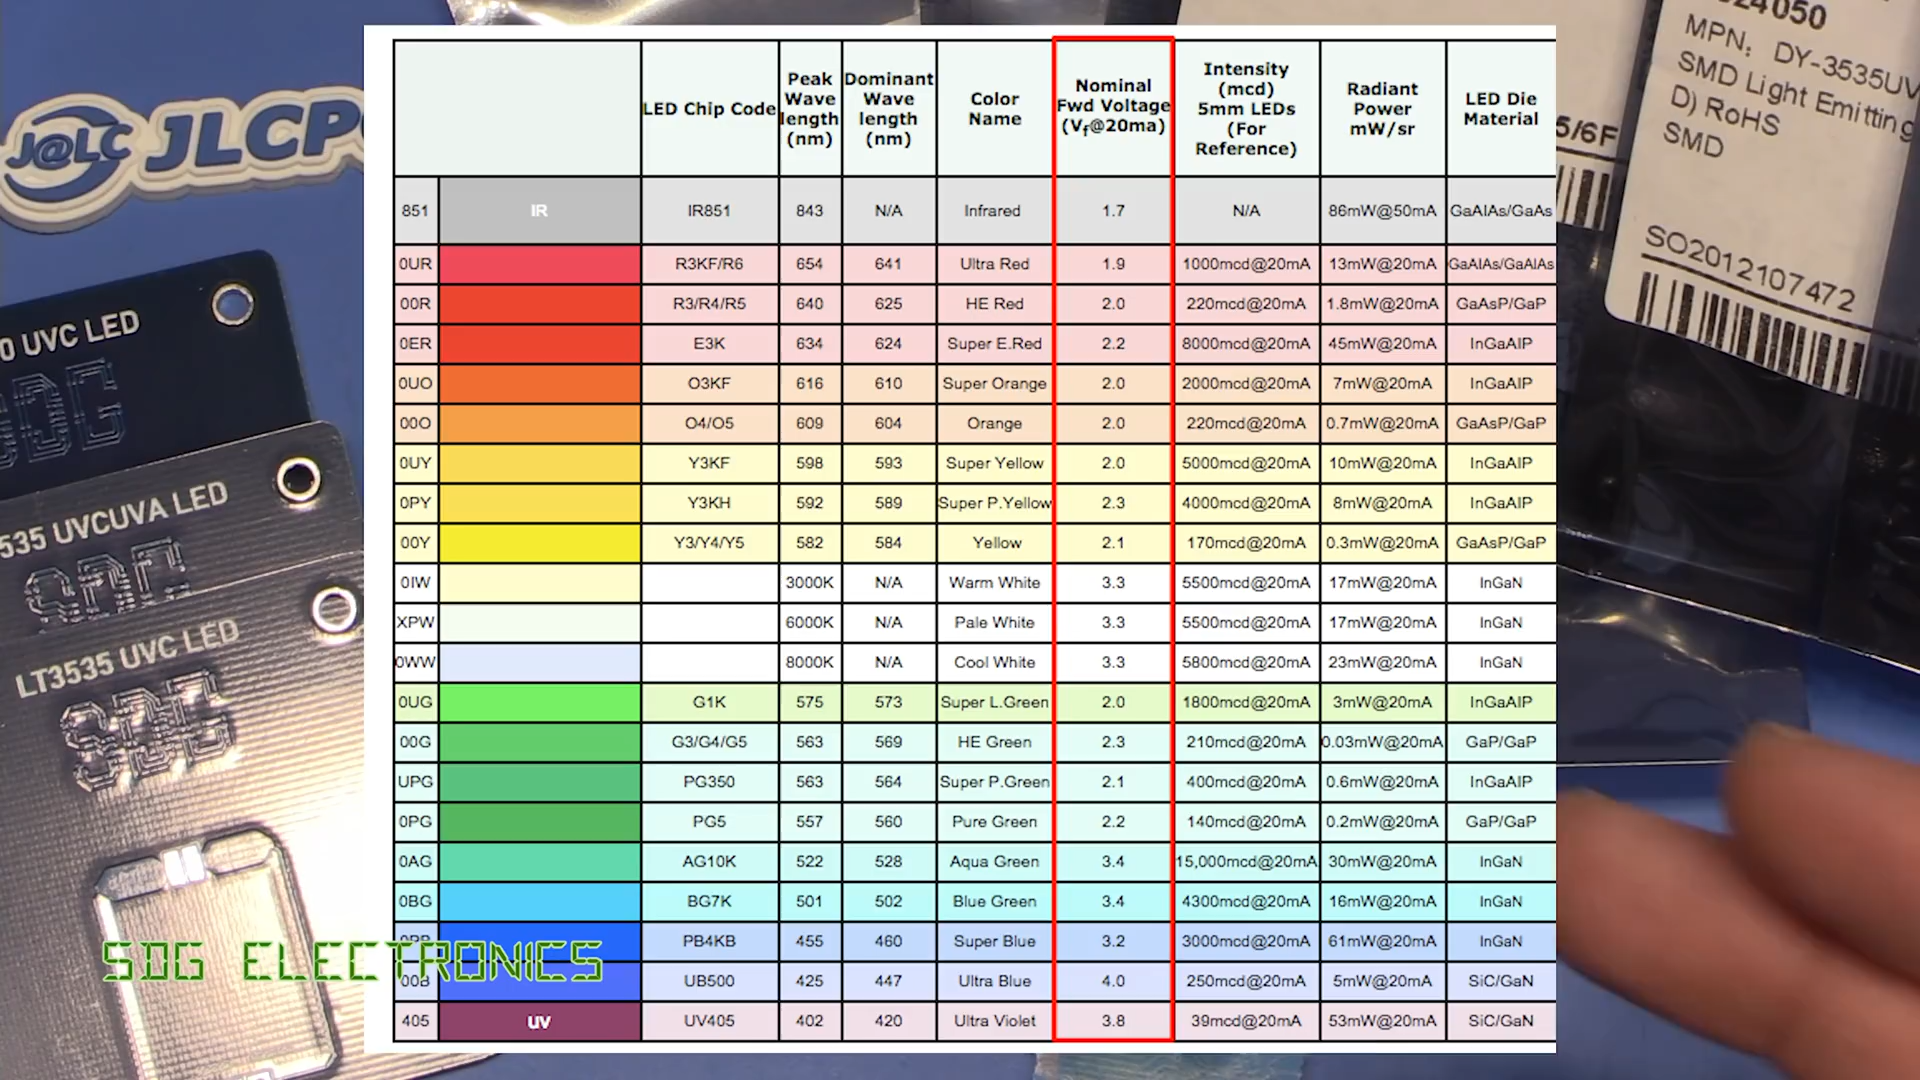 J@LC JLCP
0 UVC LED
SDG
535 UVCUVA LED
SDG
LT3535 UVC LED
SDG
SDG ELECTRONICS
LED Chip Code
Peak
Wave
length
(nm)
Dominant
Wave
length
(nm)
Color
Name
Nominal
Fwd Voltage
(Vf@20ma)
Intensity
(mcd)
5mm LEDs
(For
Reference)
Radiant
Power
mW/sr
LED Die
Material
851 IR IR851 843 N/A Infrared 1.7 N/A 86mW@50mA GaAlAs/GaAs
0UR R3KF/R6 654 641 Ultra Red 1.9 1000mcd@20mA 13mW@20mA GaAlAs/GaAlAs
00R R3/R4/R5 640 625 HE Red 2.0 220mcd@20mA 1.8mW@20mA GaAsP/GaP
0ER E3K 634 624 Super E.Red 2.2 8000mcd@20mA 45mW@20mA InGaAlP
0UO O3KF 616 610 Super Orange 2.0 2000mcd@20mA 7mW@20mA InGaAlP
00O O4/O5 609 604 Orange 2.0 220mcd@20mA 0.7mW@20mA GaAsP/GaP
0UY Y3KF 598 593 Super Yellow 2.0 5000mcd@20mA 10mW@20mA InGaAlP
0PY Y3KH 592 589 Super P.Yellow 2.3 4000mcd@20mA 8mW@20mA InGaAlP
00Y Y3/Y4/Y5 582 584 Yellow 2.1 170mcd@20mA 0.3mW@20mA GaAsP/GaP
0IW 3000K N/A Warm White 3.3 5500mcd@20mA 17mW@20mA InGaN
XPW 6000K N/A Pale White 3.3 5500mcd@20mA 17mW@20mA InGaN
0WW 8000K N/A Cool White 3.3 5800mcd@20mA 23mW@20mA InGaN
0UG G1K 575 573 Super L.Green 2.0 1800mcd@20mA 3mW@20mA InGaAlP
00G G3/G4/G5 563 569 HE Green 2.3 210mcd@20mA 0.03mW@20mA GaP/GaP
UPG PG350 563 564 Super P.Green 2.1 400mcd@20mA 0.6mW@20mA InGaAlP
0PG PG5 557 560 Pure Green 2.2 140mcd@20mA 0.2mW@20mA GaP/GaP
0AG AG10K 522 528 Aqua Green 3.4 15,000mcd@20mA 30mW@20mA InGaN
0BG BG7K 501 502 Blue Green 3.4 4300mcd@20mA 16mW@20mA InGaN
PB4KB 455 460 Super Blue 3.2 3000mcd@20mA 61mW@20mA InGaN
00B UB500 425 447 Ultra Blue 4.0 250mcd@20mA 5mW@20mA SiC/GaN
405 UV UV405 402 420 Ultra Violet 3.8 39mcd@20mA 53mW@20mA SiC/GaN
24050
MPN: DY-3535UV
SMD Light Emitting
D) RoHS
SMD
5/6F
SO2012107472